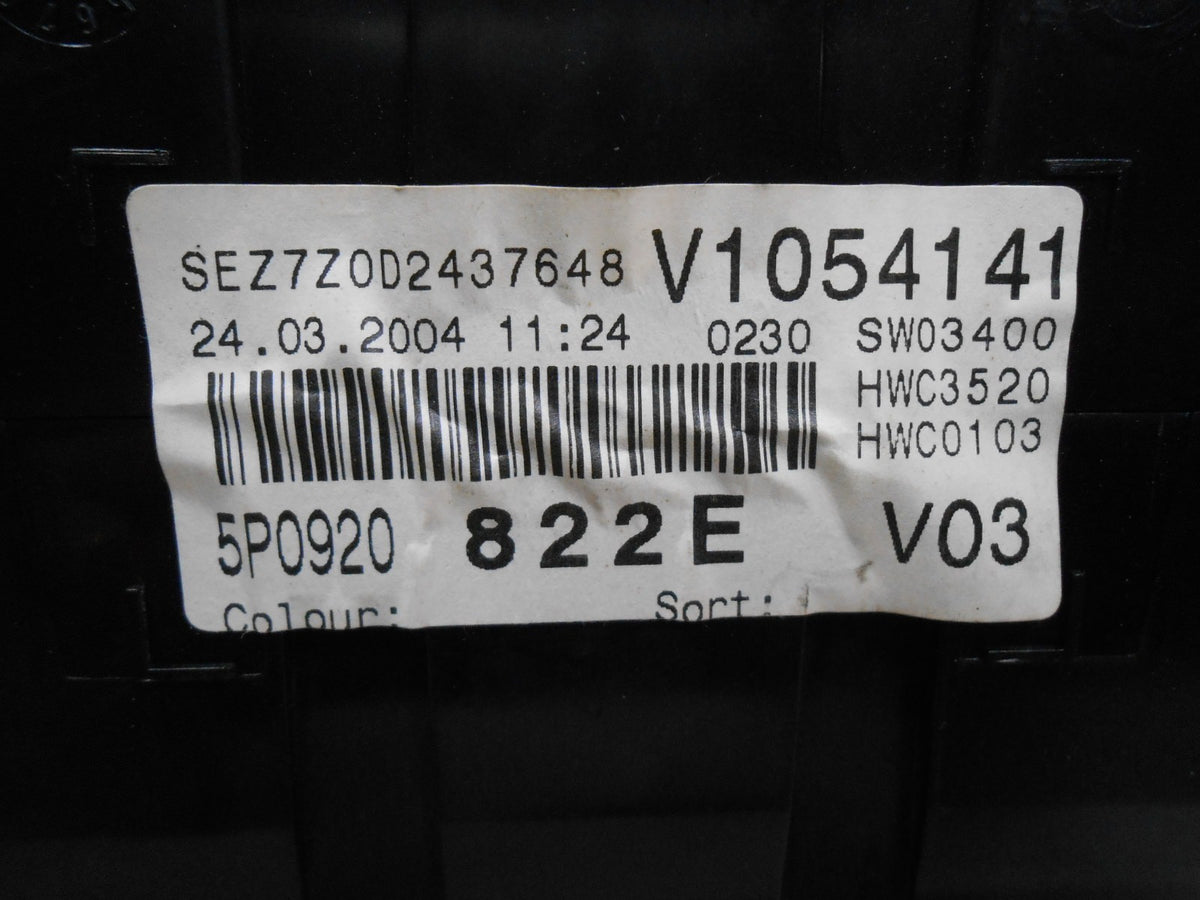 SEZ7Z0D2437648 V1054141
24.03.2004 11:24 0230 SW03400
HWC3520
HWC0103
5P0920 822E V03
Colour: Sort: